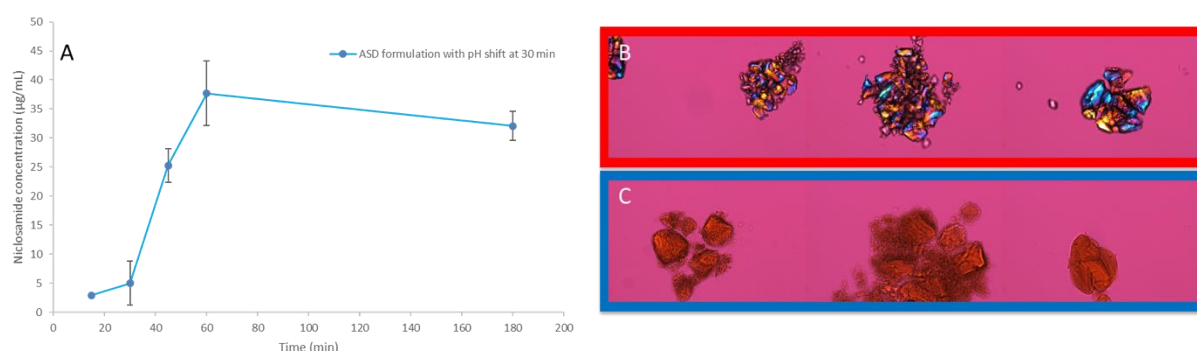 A
50
45
40
35
30
25
20
15
10
5
0
Niclosamide concentration (µg/mL)
ASD formulation with pH shift at 30 min
0 20 40 60 80 100 120 140 160 180 200
Time (min)
B
C